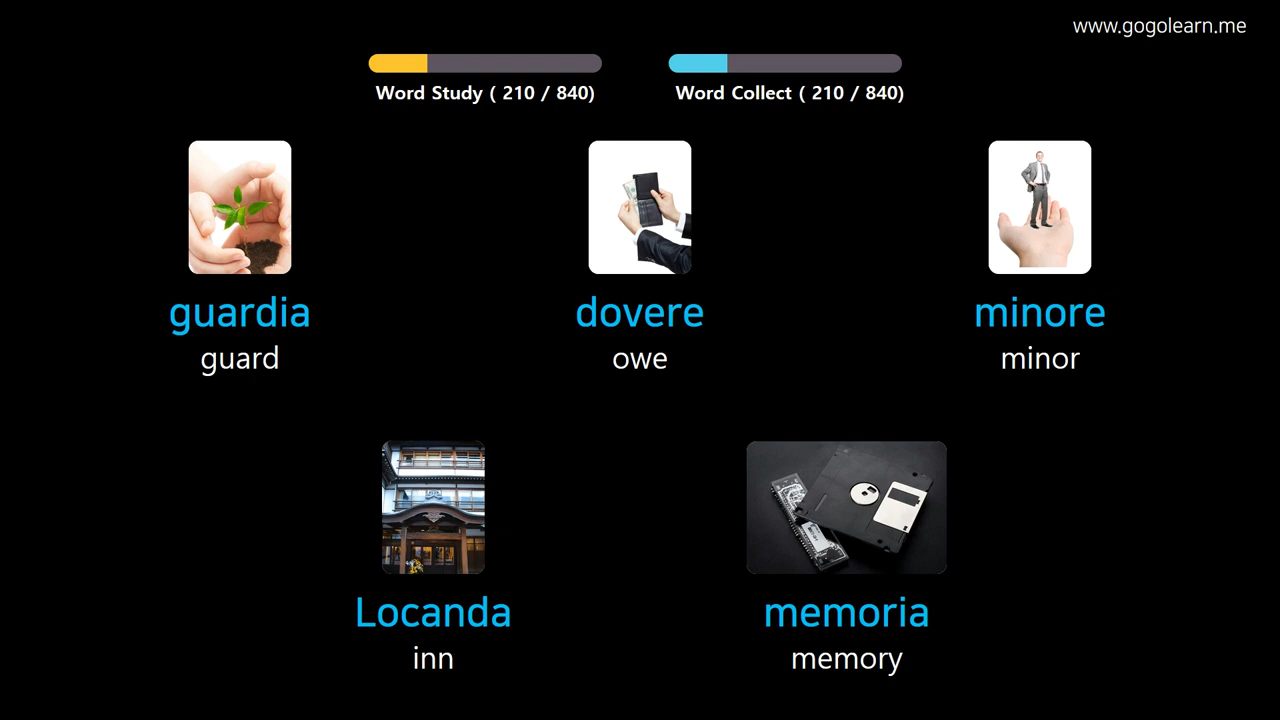 www.gogolearn.me
Word Study ( 210 / 840)
Word Collect ( 210 / 840)
guardia
guard
dovere
owe
minore
minor
Locanda
inn
memoria
memory